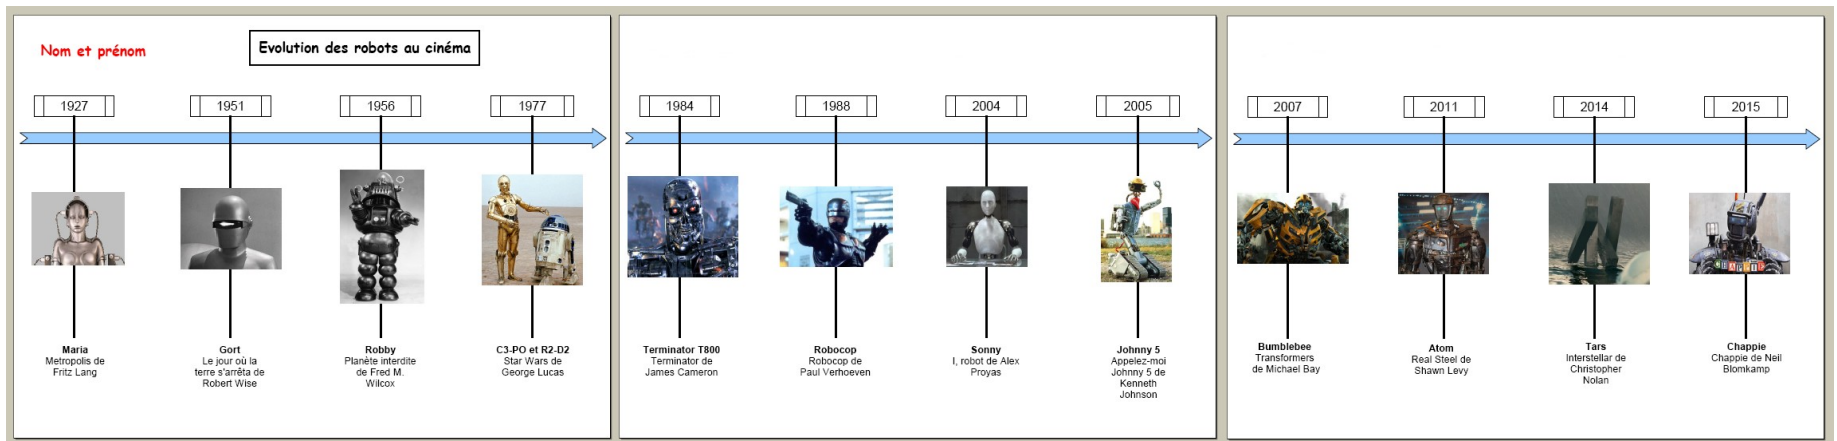 Nom et prénom
Evolution des robots au cinéma
1927
1951
1956
1977
Maria
Metropolis de
Fritz Lang
Gort
Le jour où la
terre s'arrêta de
Robert Wise
Robby
Planète interdite
de Fred M.
Wilcox
C3-PO et R2-D2
Star Wars de
George Lucas
1984
1988
2004
2005
Terminator T800
Terminator de
James Cameron
Robocop
Robocop de
Paul Verhoeven
Sonny
I, robot de Alex
Proyas
Johnny 5
Appelez-moi
Johnny 5 de
Kenneth
Johnson
2007
2011
2014
2015
CHAPPIE
Bumblebee
Transformers
de Michael Bay
Atom
Real Steel de
Shawn Levy
Tars
Interstellar de
Christopher
Nolan
Chappie
Chappie de Neil
Blomkamp